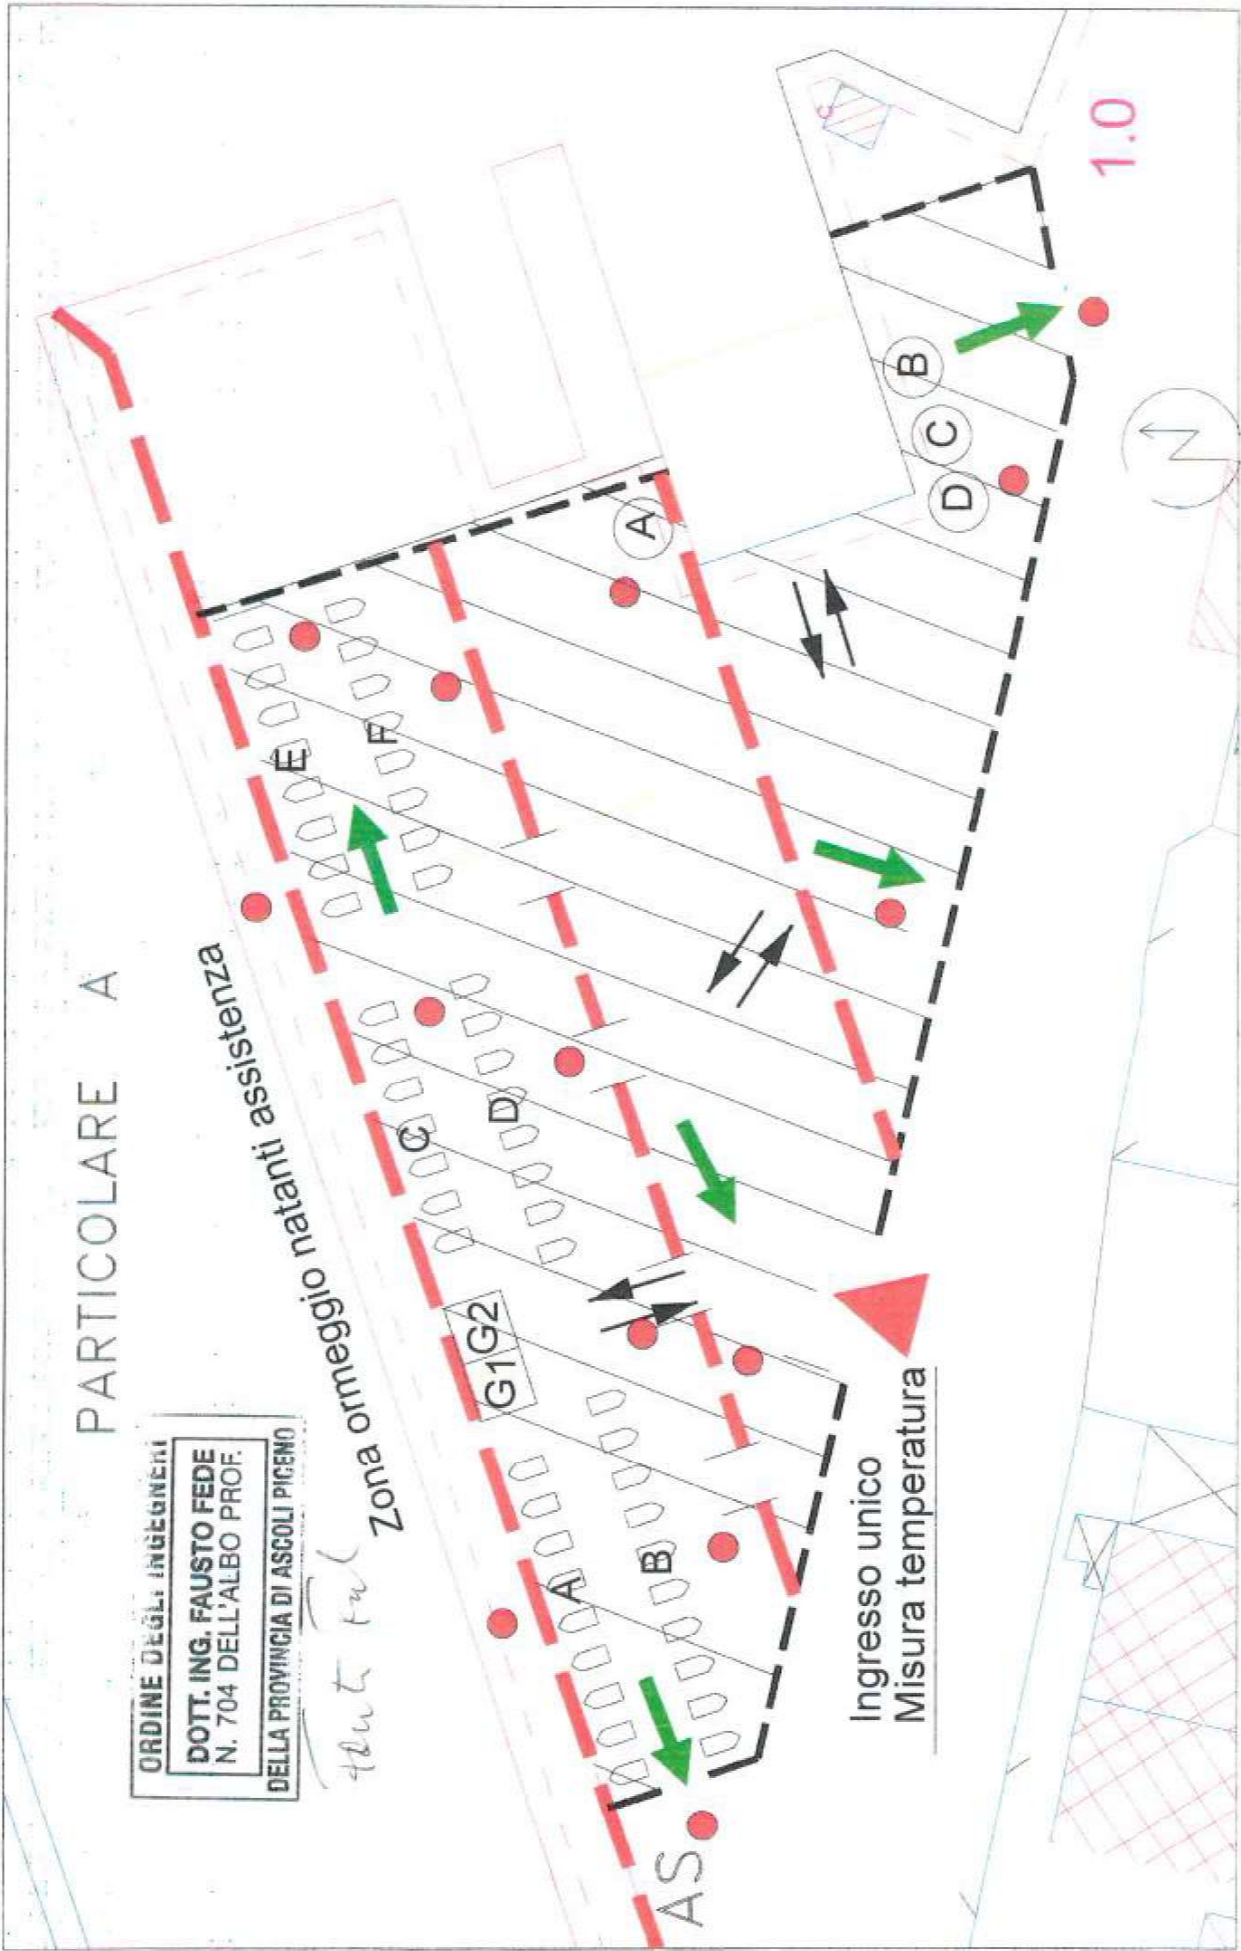 PARTICOLARE A
ORDINE DEGLI INGEGNERI
DOTT. ING. FAUSTO FEDE
N. 704 DELL'ALBO PROF.
DELLA PROVINCIA DI ASCOLI PICENO
Zona ormeggio natanti assistenza
E
F
C
D
G1 G2
A
B
AS
A
B
C
D
1.0
C
N
Ingresso unico
Misura temperatura